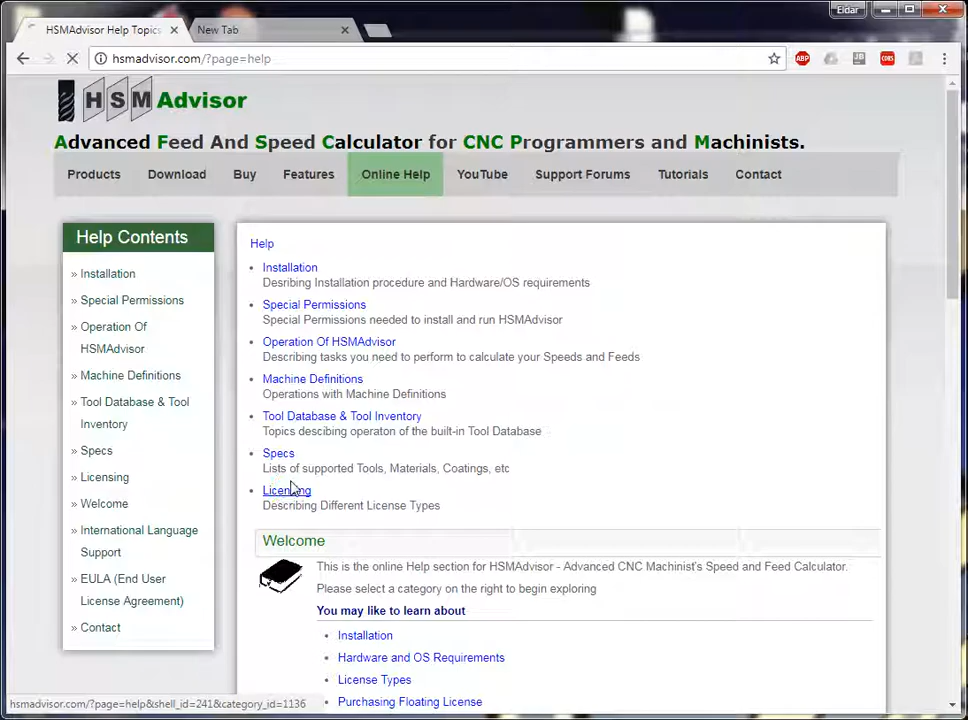 Eldar
HSMAdvisor Help Topics
New Tab
hsmadvisor.com/?page=help
ABP
CORS
HSMAdvisor
Advanced Feed And Speed Calculator for CNC Programmers and Machinists.
Products Download Buy Features Online Help YouTube Support Forums Tutorials Contact
Help Contents
» Installation
» Special Permissions
» Operation Of
HSMAdvisor
» Machine Definitions
» Tool Database & Tool
Inventory
» Specs
» Licensing
» Welcome
» International Language
Support
» EULA (End User
License Agreement)
» Contact
Help
• Installation
Desribing Installation procedure and Hardware/OS requirements
• Special Permissions
Special Permissions needed to install and run HSMAdvisor
• Operation Of HSMAdvisor
Describing tasks you need to perform to calculate your Speeds and Feeds
• Machine Definitions
Operations with Machine Definitions
• Tool Database & Tool Inventory
Topics descibing operaton of the built-in Tool Database
• Specs
Lists of supported Tools, Materials, Coatings, etc
• Licensing
Describing Different License Types
Welcome
This is the online Help section for HSMAdvisor - Advanced CNC Machinist's Speed and Feed Calculator.
Please select a category on the right to begin exploring
You may like to learn about
• Installation
• Hardware and OS Requirements
• License Types
• Purchasing Floating License
hsmadvisor.com/?page=help&shell_id=241&category_id=1136